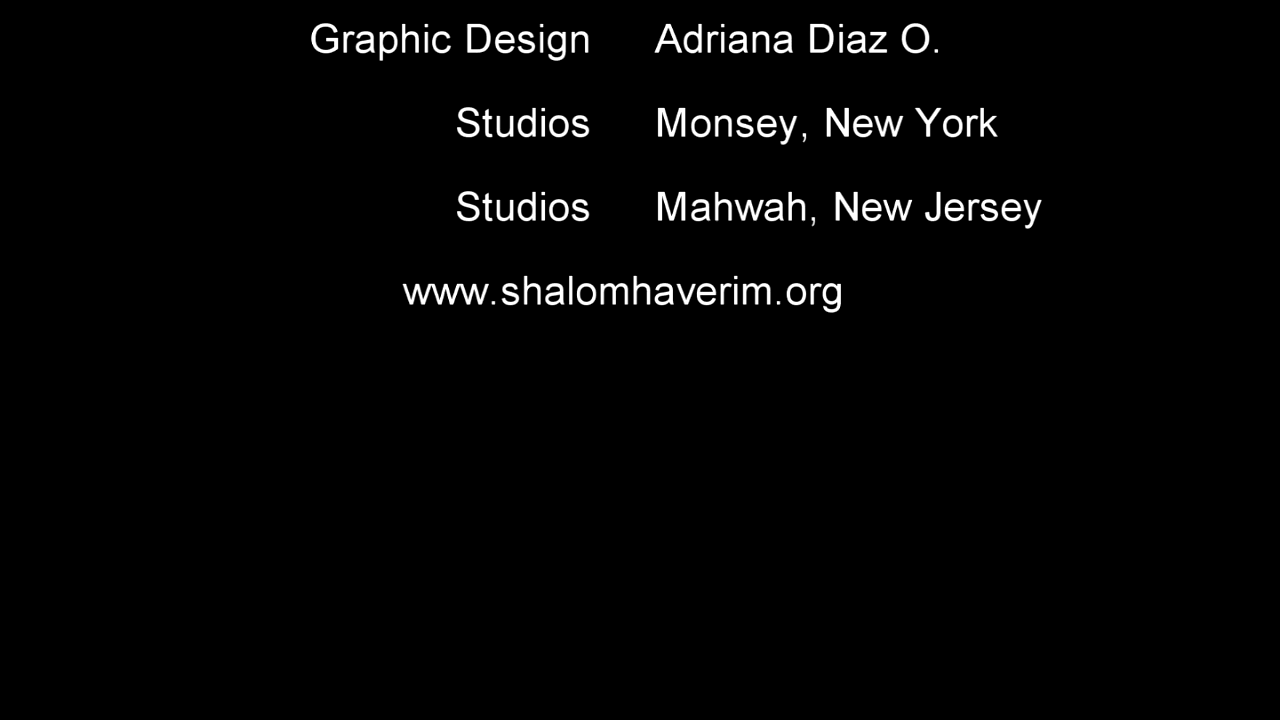 Graphic Design Adriana Diaz O.
Studios Monsey, New York
Studios Mahwah, New Jersey
www.shalomhaverim.org